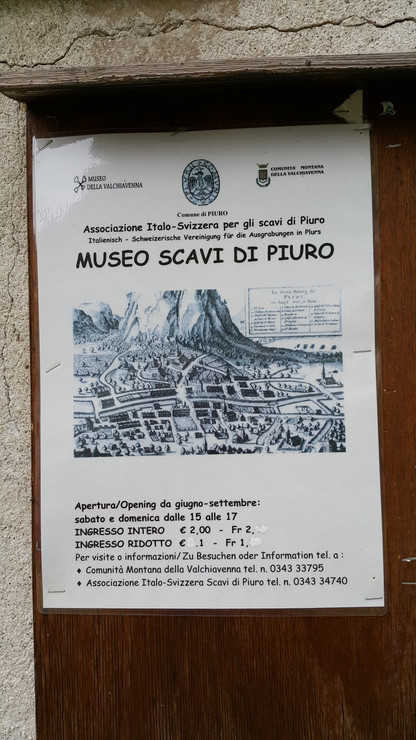 MUSEO
DELLA VALCHIAVENNA
COMUNITÀ MONTANA
DELLA VALCHIAVENNA
Comune di PIURO
Associazione Italo-Svizzera per gli scavi di Piuro
Italienisch - Schweizerische Vereinigung für die Ausgrabungen in Plurs
MUSEO SCAVI DI PIURO
Apertura/Opening da giugno-settembre:
sabato e domenica dalle 15 alle 17
INGRESSO INTERO € 2,00 - Fr 2,
INGRESSO RIDOTTO € .1 - Fr 1,
Per visite o informazioni/ Zu Besuchen oder Information tel. a :
♦ Comunità Montana della Valchiavenna tel. n. 0343 33795
♦ Associazione Italo-Svizzera Scavi di Piuro tel. n. 0343 34740